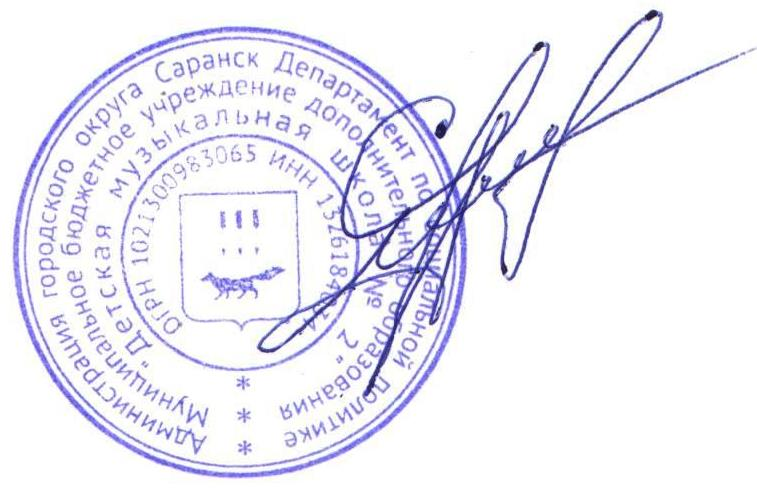 Администрация городского округа Саранск Департамент по социальной политике
Муниципальное бюджетное учреждение дополнительного образования
"Детская музыкальная школа № 2"
ОГРН 1021300983065 ИНН
* * *